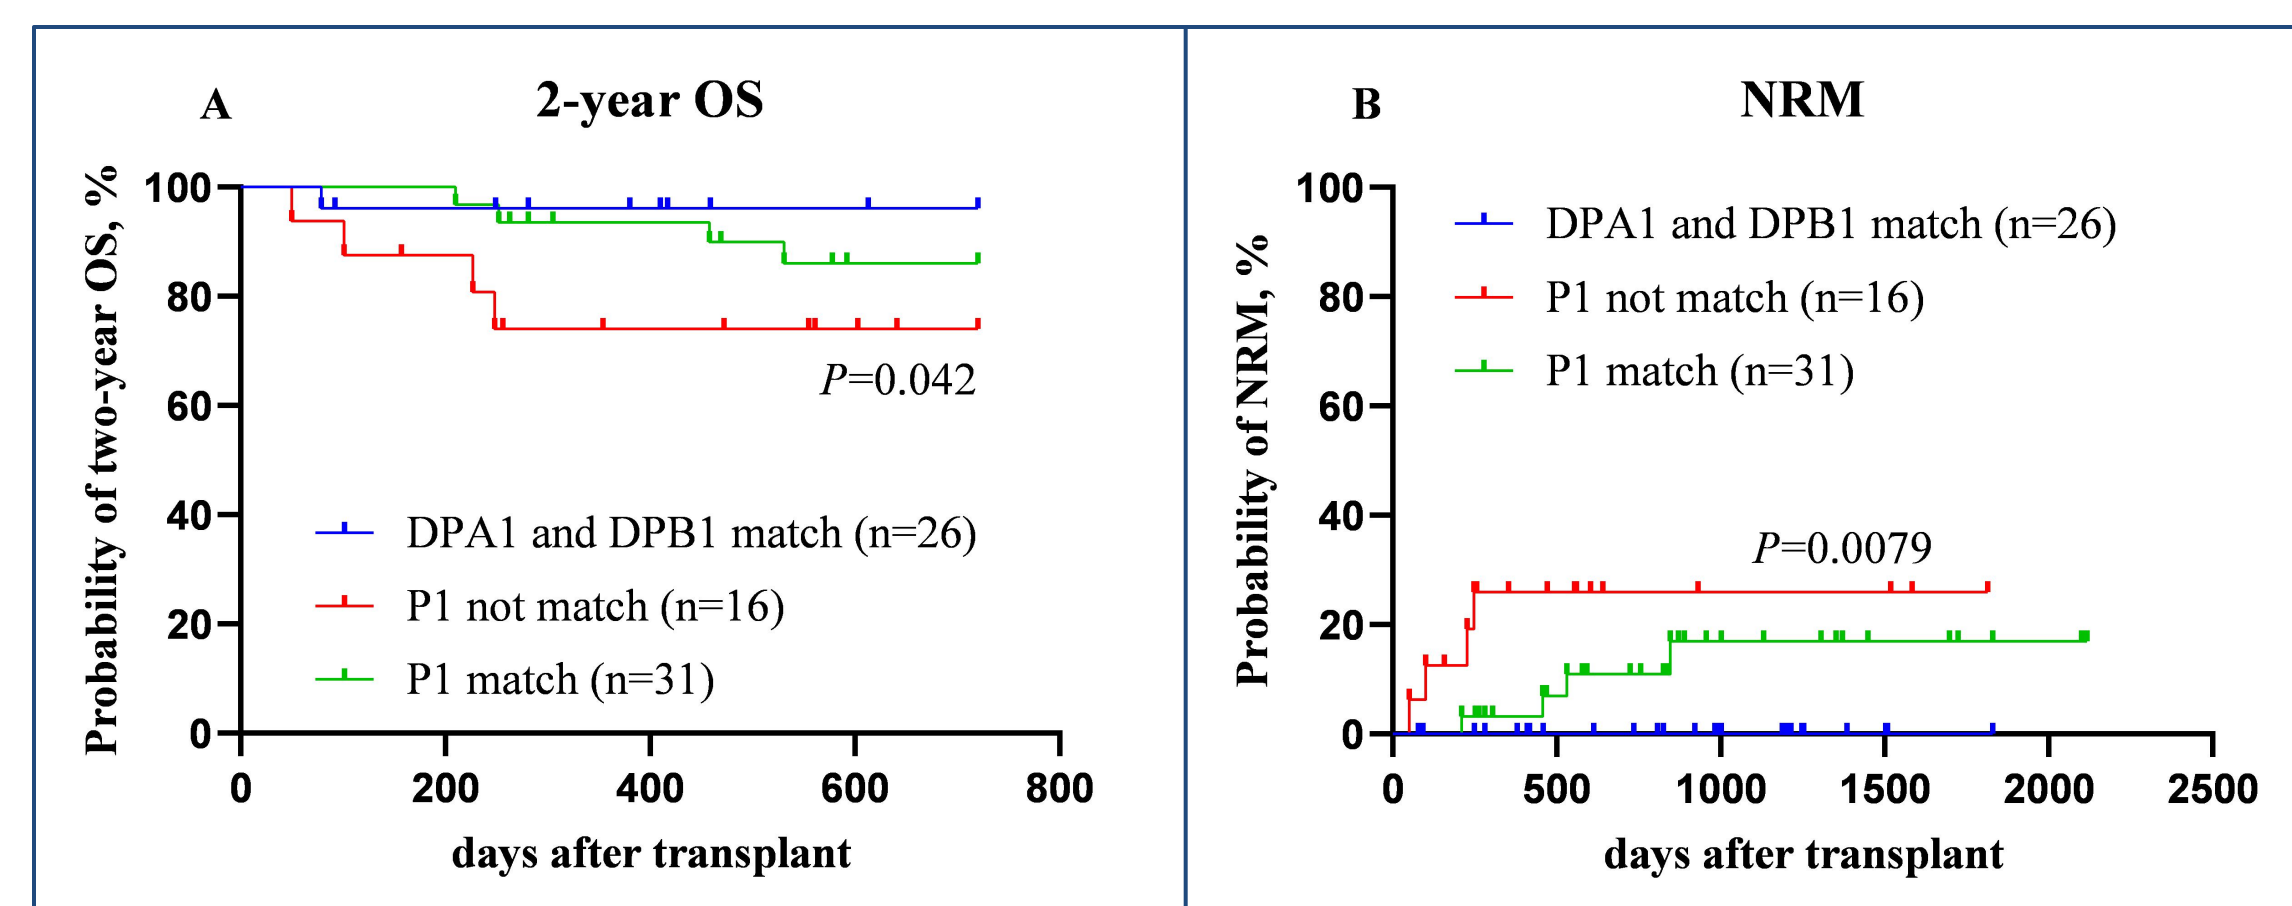 A
2-year OS
Probability of two-year OS, %
100
80
60
40
20
0
P=0.042
DPA1 and DPB1 match (n=26)
P1 not match (n=16)
P1 match (n=31)
0 200 400 600 800
days after transplant
B
NRM
Probability of NRM, %
100
80
60
40
20
0
DPA1 and DPB1 match (n=26)
P1 not match (n=16)
P1 match (n=31)
P=0.0079
0 500 1000 1500 2000 2500
days after transplant